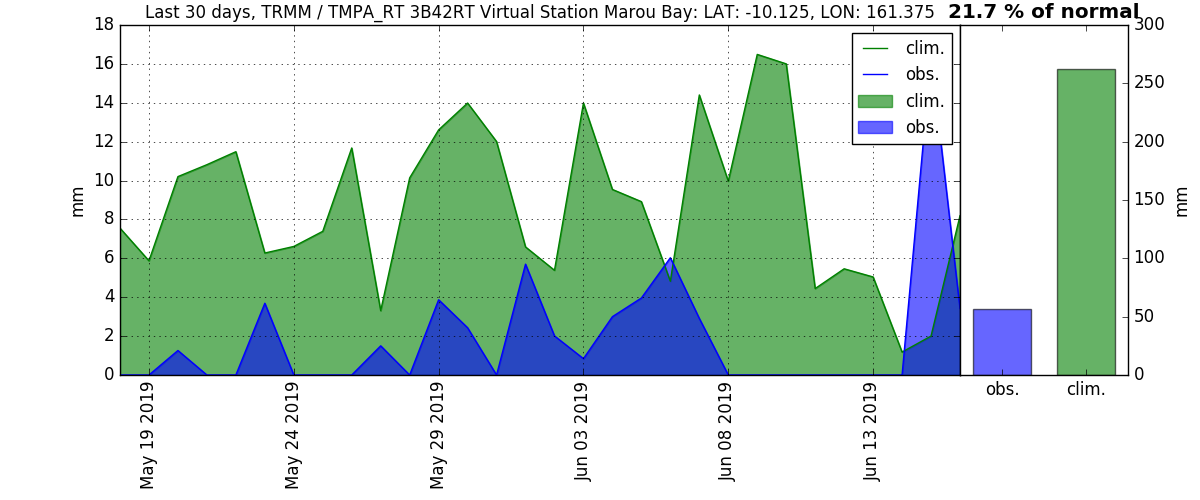 Last 30 days, TRMM / TMPA_RT 3B42RT Virtual Station Marou Bay: LAT: -10.125, LON: 161.375 21.7 % of normal
18
16
14
12
10
8
6
4
2
0
mm
clim.
obs.
clim.
obs.
May 19 2019
May 24 2019
May 29 2019
Jun 03 2019
Jun 08 2019
Jun 13 2019
300
250
200
150
100
50
0
mm
obs. clim.